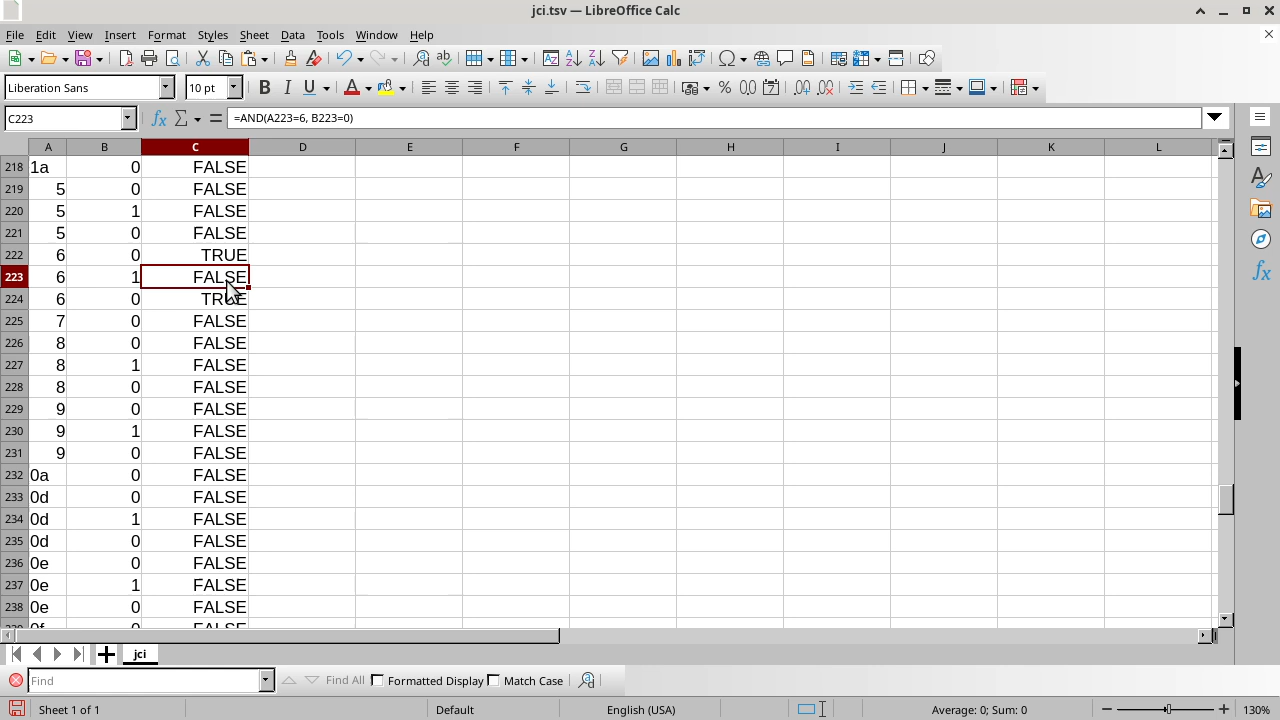 jci.tsv — LibreOffice Calc
File Edit View Insert Format Styles Sheet Data Tools Window Help
Liberation Sans 10 pt
C223 =AND(A223=6, B223=0)
A B C D E F G H I J K L
218 1a 0 FALSE
219 5 0 FALSE
220 5 1 FALSE
221 5 0 FALSE
222 6 0 TRUE
223 6 1 FALSE
224 6 0 TRUE
225 7 0 FALSE
226 8 0 FALSE
227 8 1 FALSE
228 8 0 FALSE
229 9 0 FALSE
230 9 1 FALSE
231 9 0 FALSE
232 0a 0 FALSE
233 0d 0 FALSE
234 0d 1 FALSE
235 0d 0 FALSE
236 0e 0 FALSE
237 0e 1 FALSE
238 0e 0 FALSE
239 0f 0 FALSE
jci
Find Find All Formatted Display Match Case
Sheet 1 of 1 Default English (USA) Average: 0; Sum: 0 130%